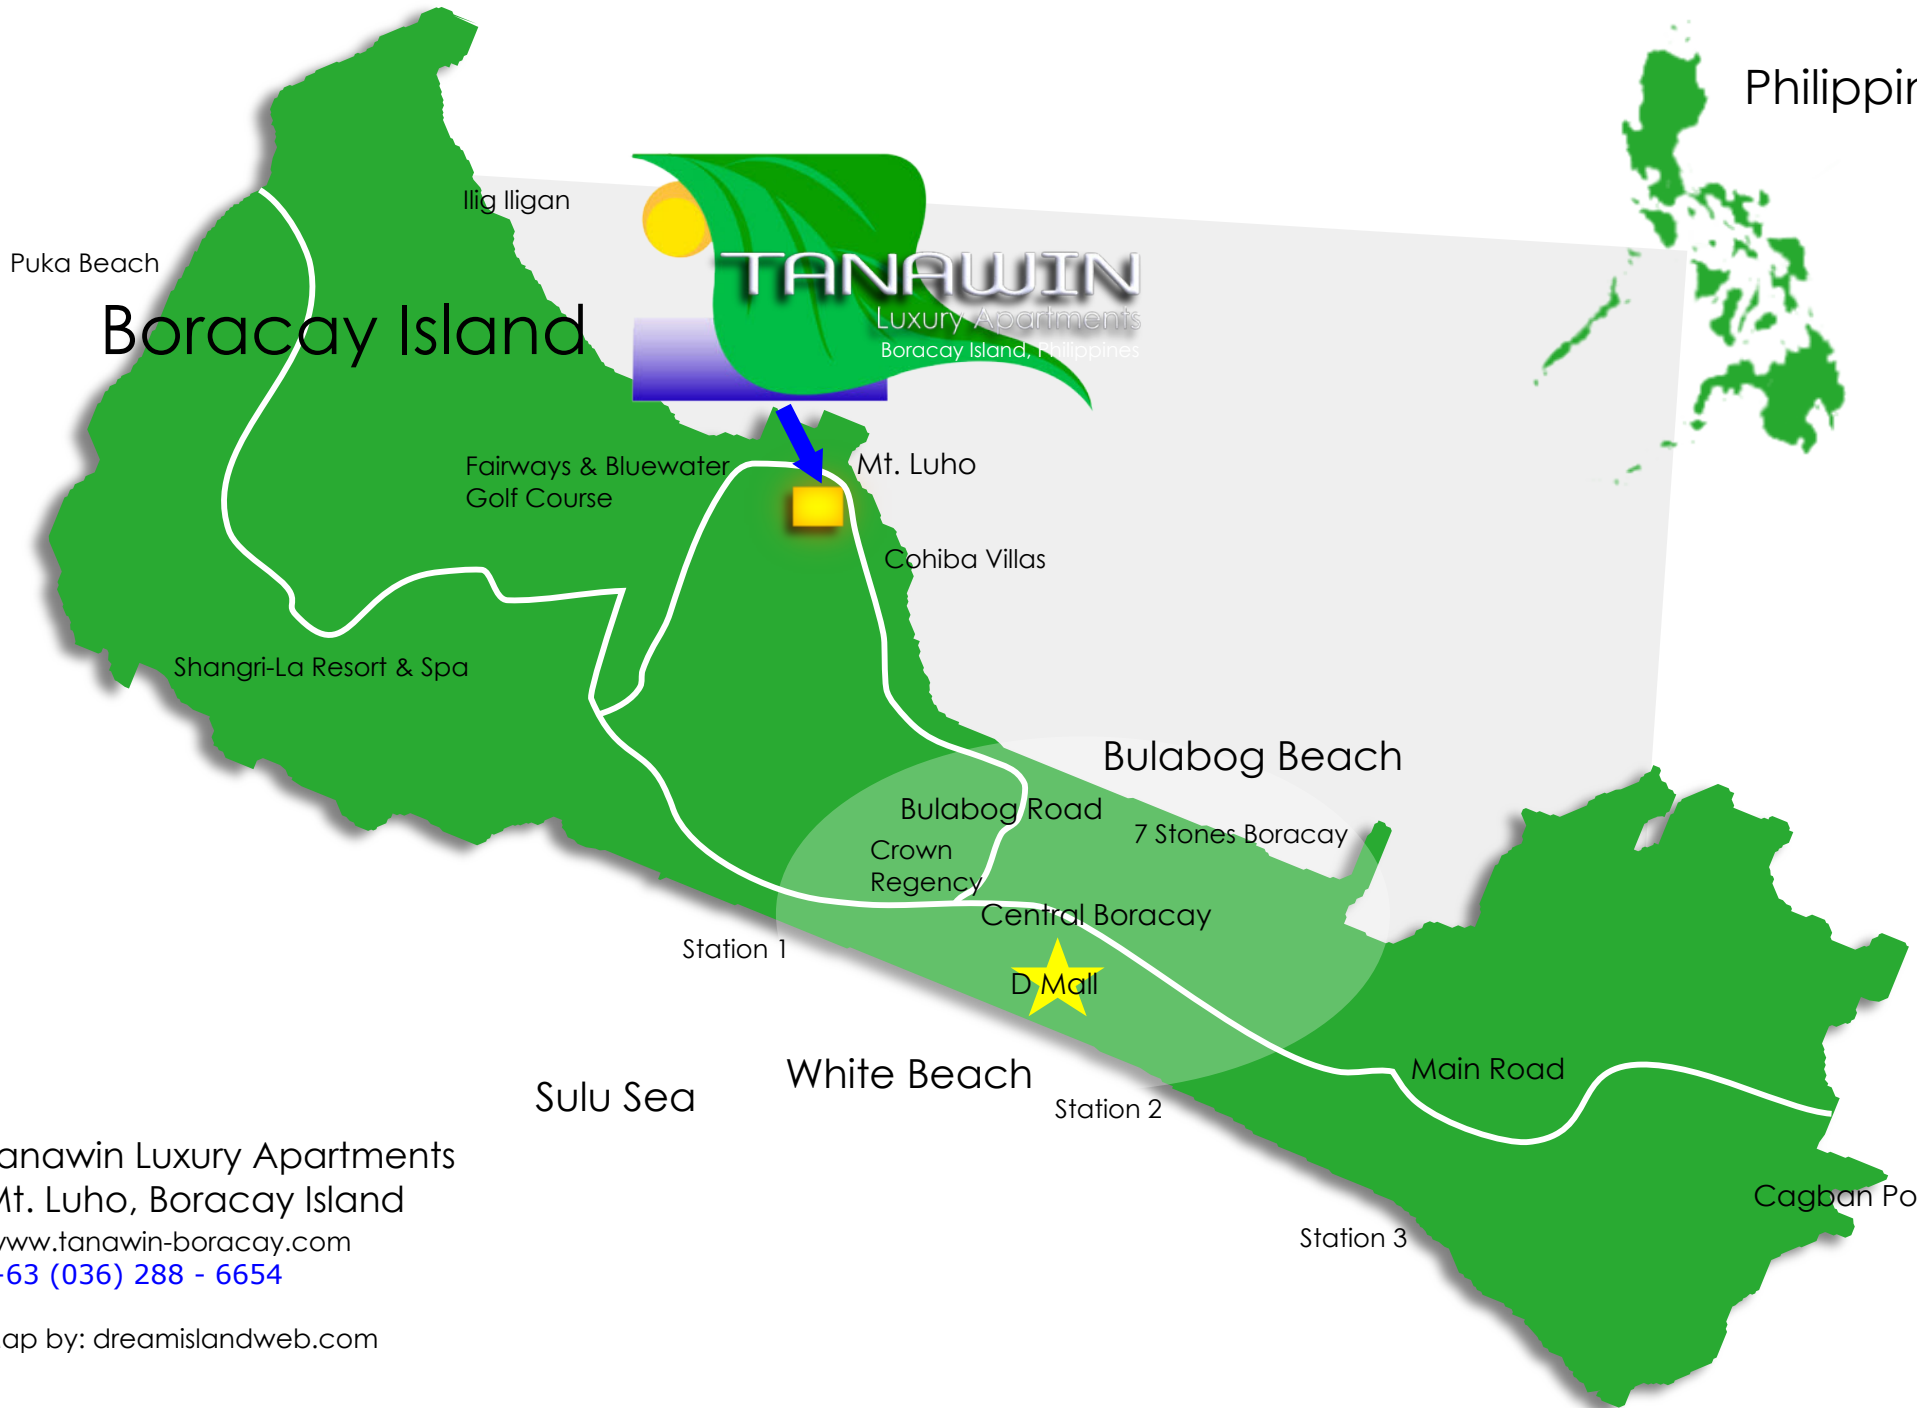 Philippin
Ilig Iligan
Puka Beach
Boracay Island
TANAWIN
Luxury Apartments
Boracay Island, Philippines
Fairways & Bluewater
Golf Course
Mt. Luho
Cohiba Villas
Shangri-La Resort & Spa
Bulabog Beach
Bulabog Road
7 Stones Boracay
Crown
Regency
Central Boracay
Station 1
D Mall
Main Road
White Beach
Sulu Sea
Station 2
anawin Luxury Apartments
Mt. Luho, Boracay Island
www.tanawin-boracay.com
+63 (036) 288 - 6654
ap by: dreamislandweb.com
Cagban Po
Station 3